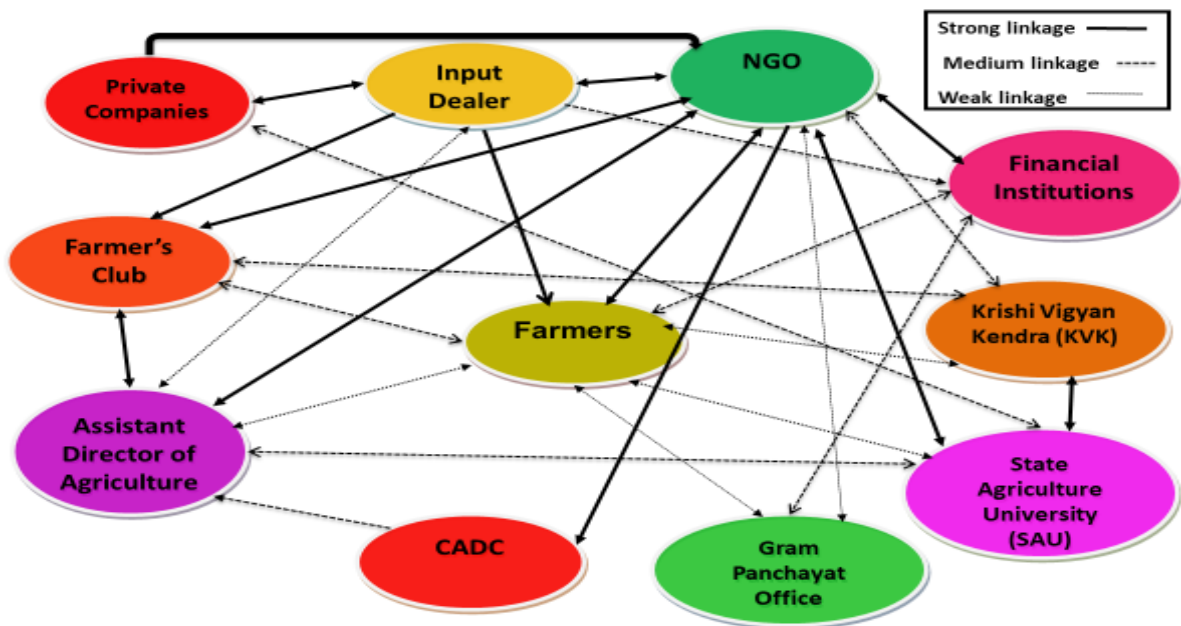 Strong linkage
Medium linkage
Weak linkage
NGO
Input
Dealer
Private
Companies
Financial
Institutions
Farmer's
Club
Farmers
Krishi Vigyan
Kendra (KVK)
Assistant
Director of
Agriculture
State
Agriculture
University
(SAU)
CADC
Gram
Panchayat
Office